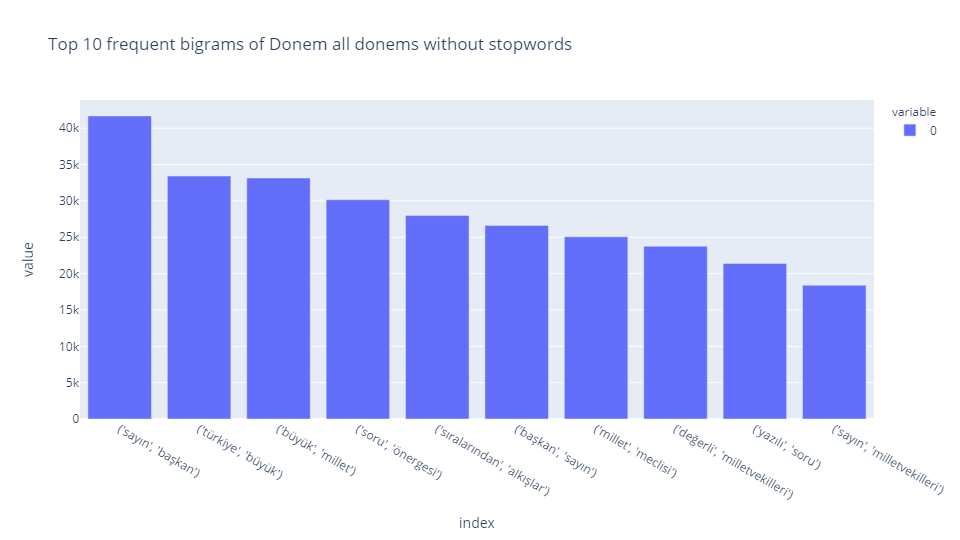 Top 10 frequent bigrams of Donem all donems without stopwords
variable
0
value
40k
35k
30k
25k
20k
15k
10k
5k
0
('sayın', 'başkan')
('türkiye', 'büyük')
('büyük', 'millet')
('soru', 'önergesi')
('sıralarından', 'alkışlar')
('başkan', 'sayın')
('millet', 'meclisi')
('değerli', 'milletvekilleri')
('yazılı', 'soru')
('sayın', 'milletvekilleri')
index